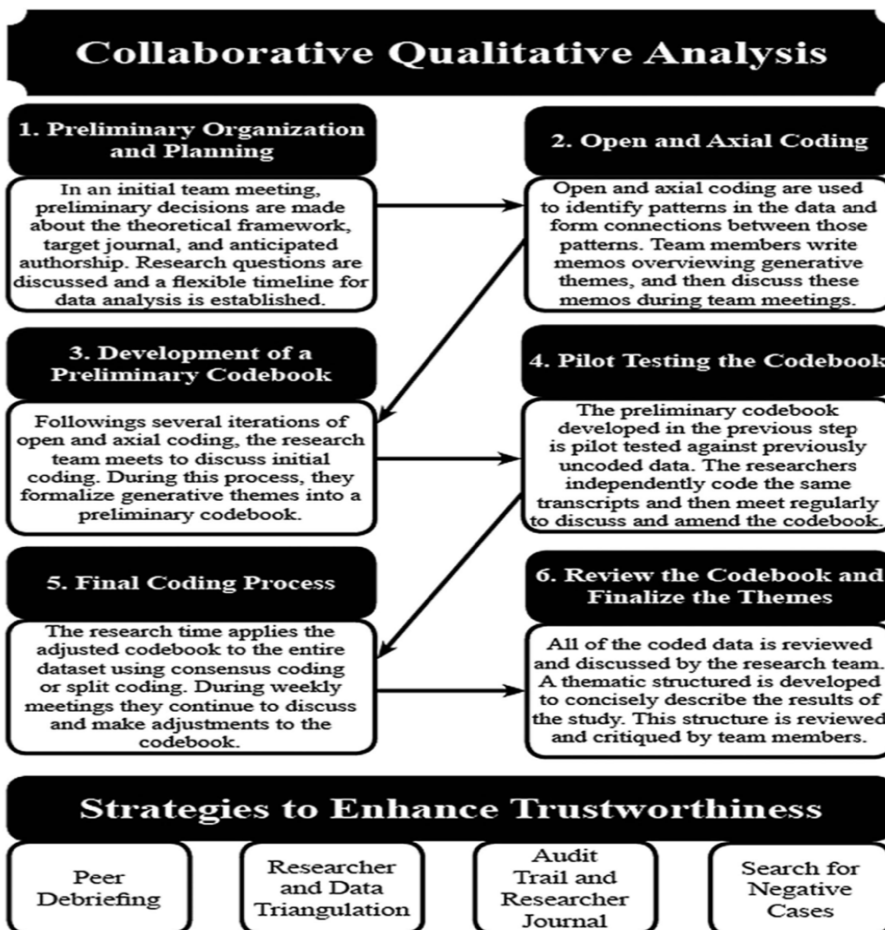 Collaborative Qualitative Analysis
1. Preliminary Organization
and Planning
In an initial team meeting,
preliminary decisions are made
about the theoretical framework,
target journal, and anticipated
authorship. Research questions are
discussed and a flexible timeline for
data analysis is established.
2. Open and Axial Coding
Open and axial coding are used
to identify patterns in the data and
form connections between those
patterns. Team members write
memos overviewing generative
themes, and then discuss these
memos during team meetings.
3. Development of a
Preliminary Codebook
Followings several iterations of
open and axial coding, the research
team meets to discuss initial
coding. During this process, they
formalize generative themes into a
preliminary codebook.
4. Pilot Testing the Codebook
The preliminary codebook
developed in the previous step
is pilot tested against previously
uncoded data. The researchers
independently code the same
transcripts and then meet regularly
to discuss and amend the codebook.
5. Final Coding Process
The research time applies the
adjusted codebook to the entire
dataset using consensus coding
or split coding. During weekly
meetings they continue to discuss
and make adjustments to the
codebook.
6. Review the Codebook and
Finalize the Themes
All of the coded data is reviewed
and discussed by the research team.
A thematic structured is developed
to concisely describe the results of
the study. This structure is reviewed
and critiqued by team members.
Strategies to Enhance Trustworthiness
Peer
Debriefing
Researcher
and Data
Triangulation
Audit
Trail and
Researcher
Journal
Search for
Negative
Cases